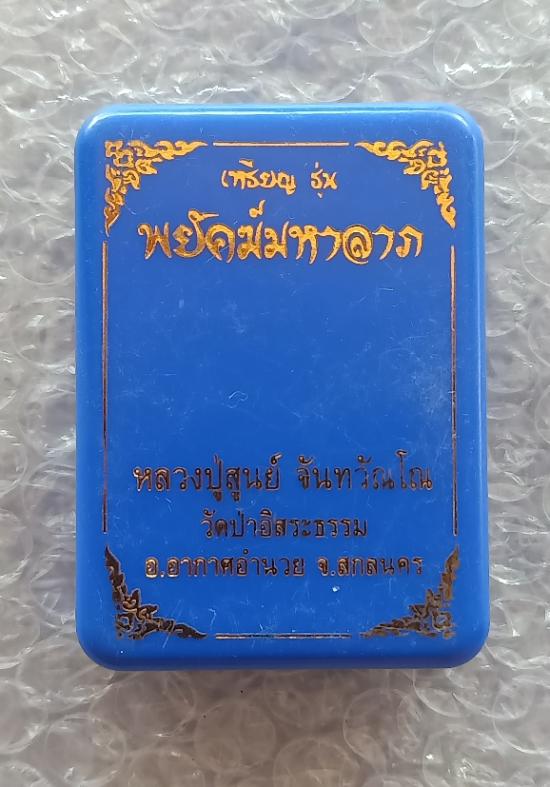 เหรียญ รุ่น
พยัคฆ์มหาลาภ
หลวงปู่สูนย์ จันทวัณโณ
วัดป่าอิสระธรรม
อ.อากาศอำนวย จ.สกลนคร